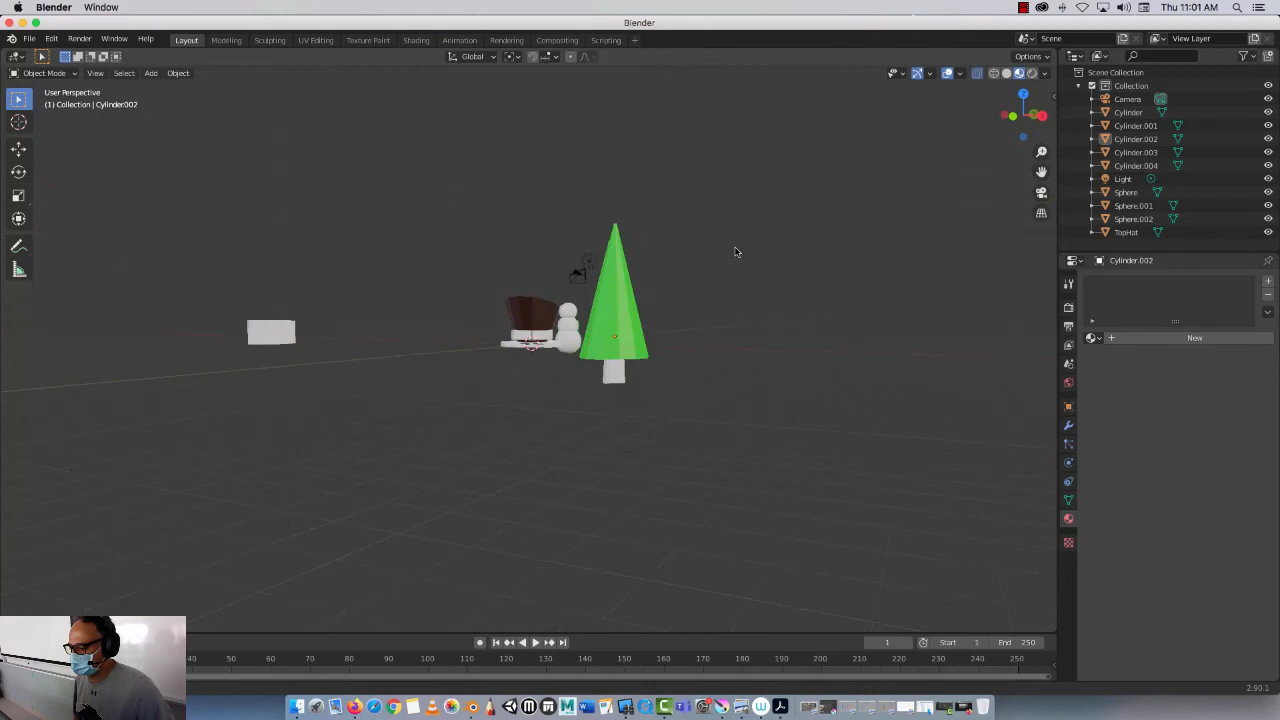 Blender Window Thu 11:01 AM
Blender
File Edit Render Window Help Layout Modeling Sculpting UV Editing Texture Paint Shading Animation Rendering Compositing Scripting + Scene View Layer
Global Options
Object Mode View Select Add Object
User Perspective
(1) Collection | Cylinder.002
Z
X
Scene Collection
Collection
Camera
Cylinder
Cylinder.001
Cylinder.002
Cylinder.003
Cylinder.004
Light
Sphere
Sphere.001
Sphere.002
TopHat
Cylinder.002
New
1 Start 1 End 250
40 50 60 70 80 90 100 110 120 130 140 150 160 170 180 190 200 210 220 230 240 250
2.90.1